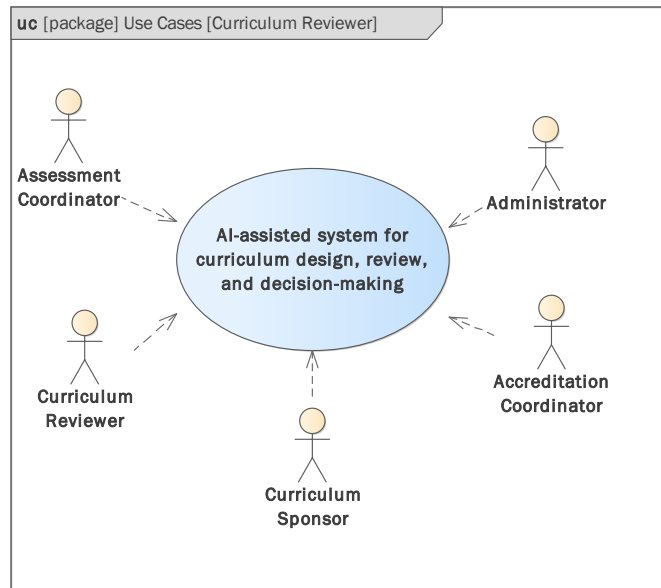 uc [package] Use Cases [Curriculum Reviewer]
Assessment
Coordinator
Administrator
AI-assisted system for
curriculum design, review,
and decision-making
Curriculum
Reviewer
Accreditation
Coordinator
Curriculum
Sponsor